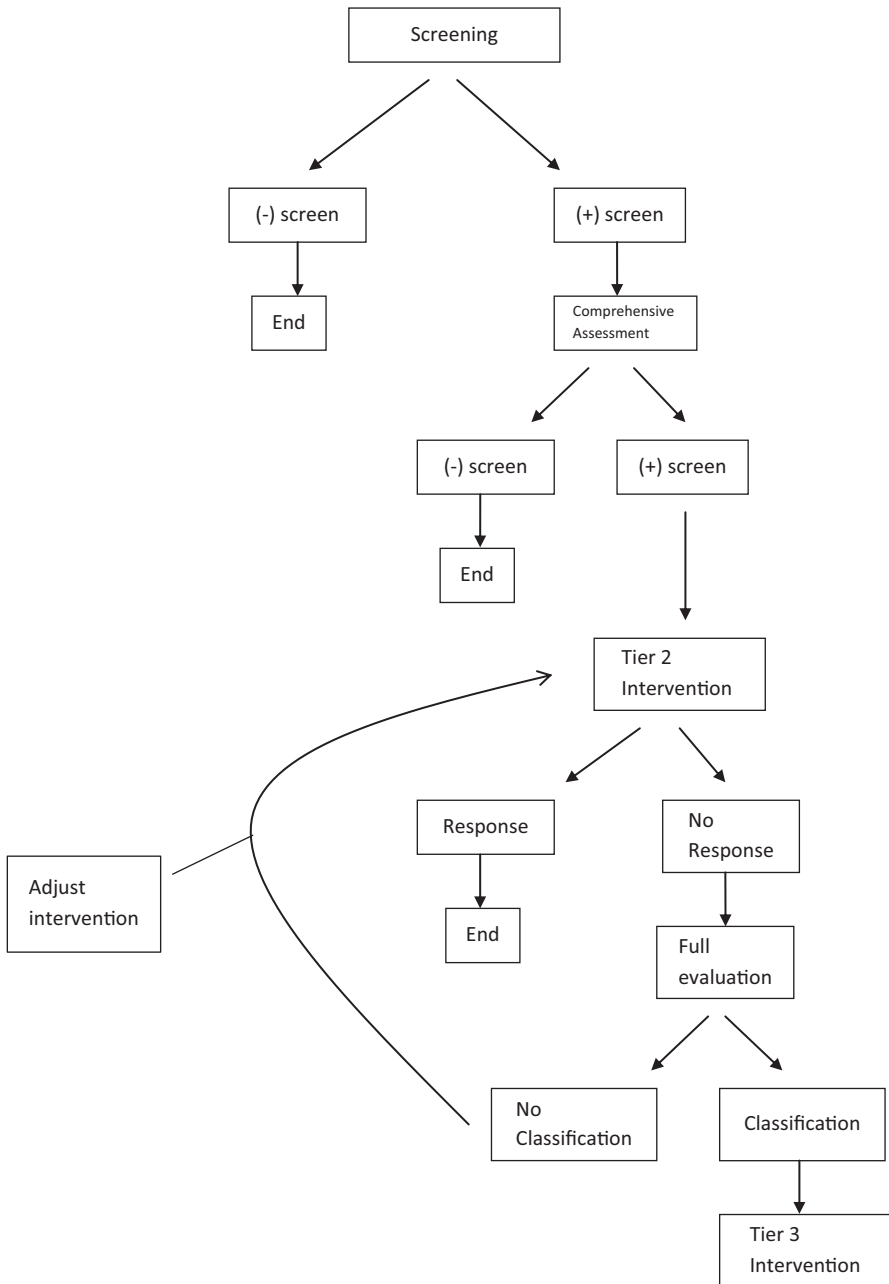 Screening
(-) screen
(+) screen
End
Comprehensive
Assessment
(-) screen
(+) screen
End
Tier 2
Intervention
Response
No
Response
Adjust
intervention
End
Full
evaluation
No
Classification
Classification
Tier 3
Intervention